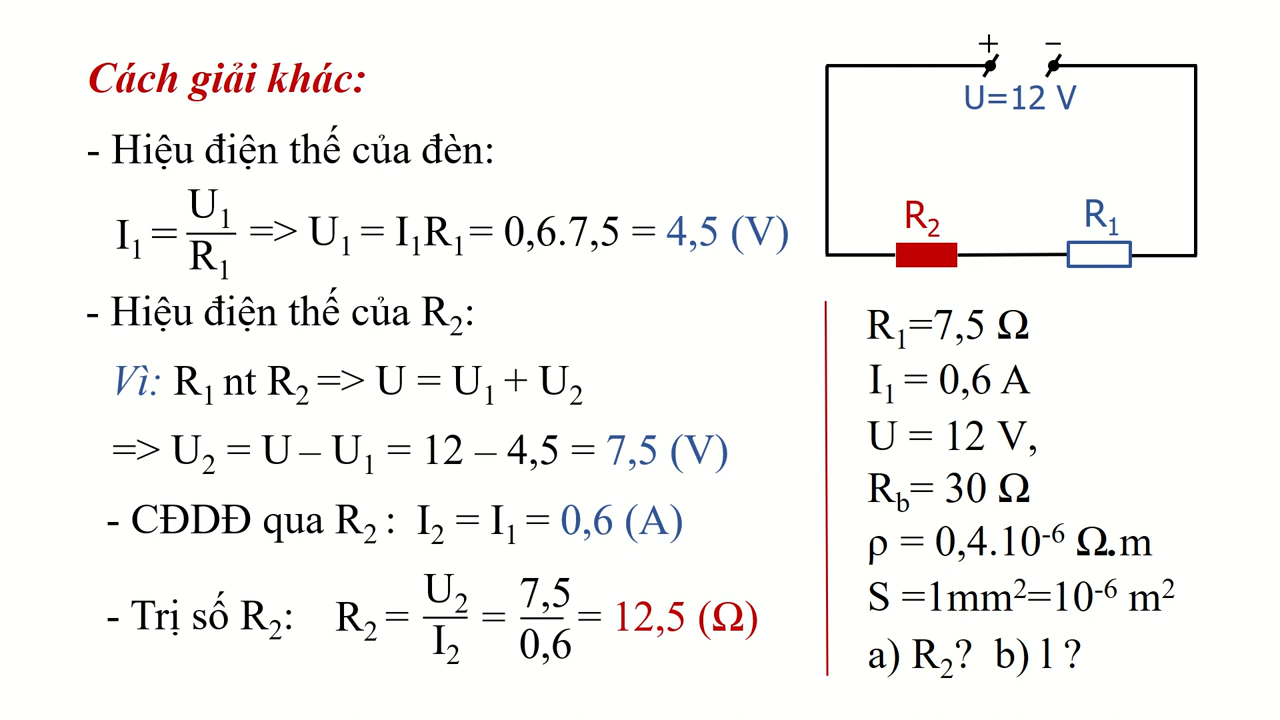 Cách giải khác:
- Hiệu điện thế của đèn:
I₁ = U₁/R₁ => U₁ = I₁R₁ = 0,6.7,5 = 4,5 (V)
- Hiệu điện thế của R₂:
Vì: R₁ nt R₂ => U = U₁ + U₂
=> U₂ = U – U₁ = 12 – 4,5 = 7,5 (V)
- CĐDĐ qua R₂ : I₂ = I₁ = 0,6 (A)
- Trị số R₂: R₂ = U₂/I₂ = 7,5/0,6 = 12,5 (Ω)
+ –
U=12 V
R₂ R₁
R₁=7,5 Ω
I₁ = 0,6 A
U = 12 V,
R_b= 30 Ω
ρ = 0,4.10⁻⁶ Ω.m
S =1mm²=10⁻⁶ m²
a) R₂? b) l ?